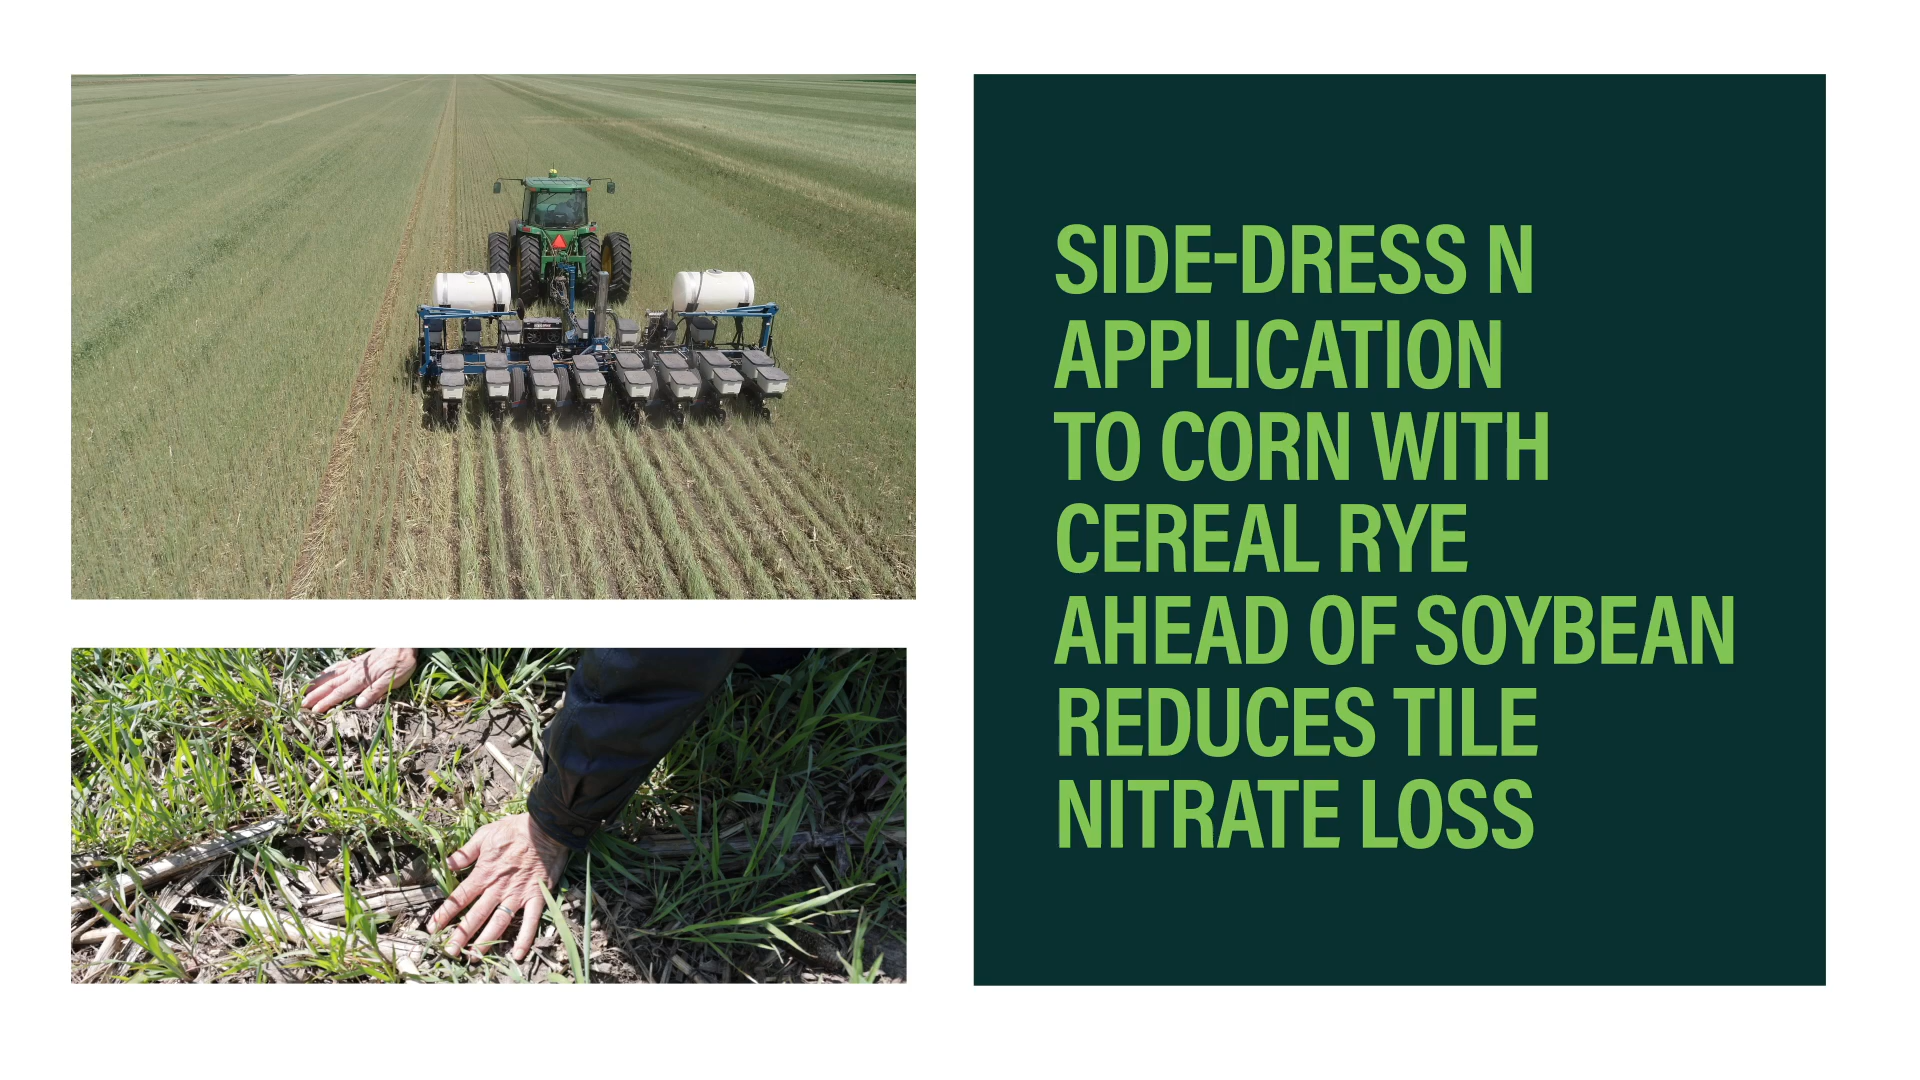 SIDE-DRESS N
APPLICATION
TO CORN WITH
CEREAL RYE
AHEAD OF SOYBEAN
REDUCES TILE
NITRATE LOSS